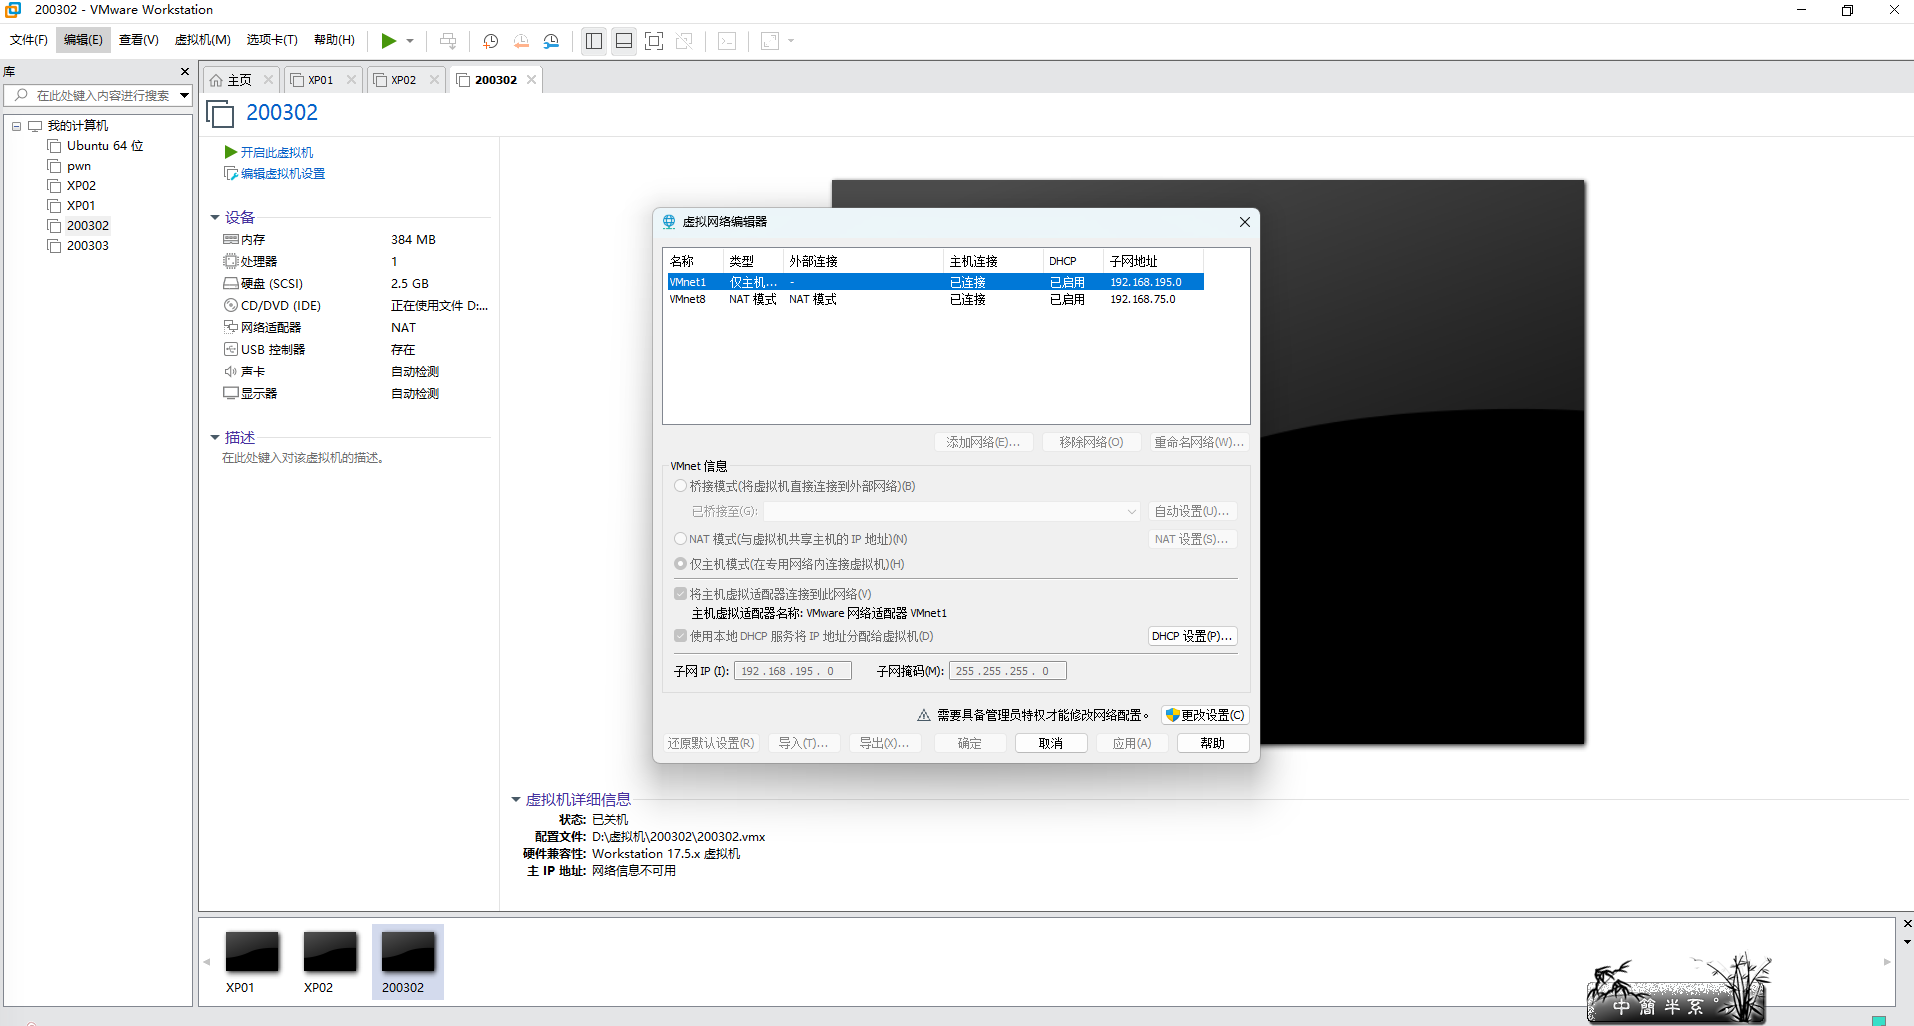 200302 - VMware Workstation
文件(F) 编辑(E) 查看(V) 虚拟机(M) 选项卡(T) 帮助(H)
库
在此处键入内容进行搜索
我的计算机
Ubuntu 64 位
pwn
XP02
XP01
200302
200303
主页 XP01 XP02 200302
200302
开启此虚拟机
编辑虚拟机设置
设备
内存 384 MB
处理器 1
硬盘 (SCSI) 2.5 GB
CD/DVD (IDE) 正在使用文件 D:...
网络适配器 NAT
USB 控制器 存在
声卡 自动检测
显示器 自动检测
描述
在此处键入对该虚拟机的描述。
虚拟网络编辑器
名称 类型 外部连接 主机连接 DHCP 子网地址
VMnet1 仅主机... - 已连接 已启用 192.168.195.0
VMnet8 NAT 模式 NAT 模式 已连接 已启用 192.168.75.0
添加网络(E)... 移除网络(O) 重命名网络(W)...
VMnet 信息
桥接模式(将虚拟机直接连接到外部网络)(B)
已桥接至(G): 自动设置(U)...
NAT 模式(与虚拟机共享主机的 IP 地址)(N) NAT 设置(S)...
仅主机模式(在专用网络内连接虚拟机)(H)
将主机虚拟适配器连接到此网络(V)
主机虚拟适配器名称: VMware 网络适配器 VMnet1
使用本地 DHCP 服务将 IP 地址分配给虚拟机(D) DHCP 设置(P)...
子网 IP (I): 192 . 168 . 195 . 0 子网掩码(M): 255 . 255 . 255 . 0
需要具备管理员特权才能修改网络配置。 更改设置(C)
还原默认设置(R) 导入(T)... 导出(X)... 确定 取消 应用(A) 帮助
虚拟机详细信息
状态: 已关机
配置文件: D:\虚拟机\200302\200302.vmx
硬件兼容性: Workstation 17.5.x 虚拟机
主 IP 地址: 网络信息不可用
XP01 XP02 200302
中 簡 半 系 °